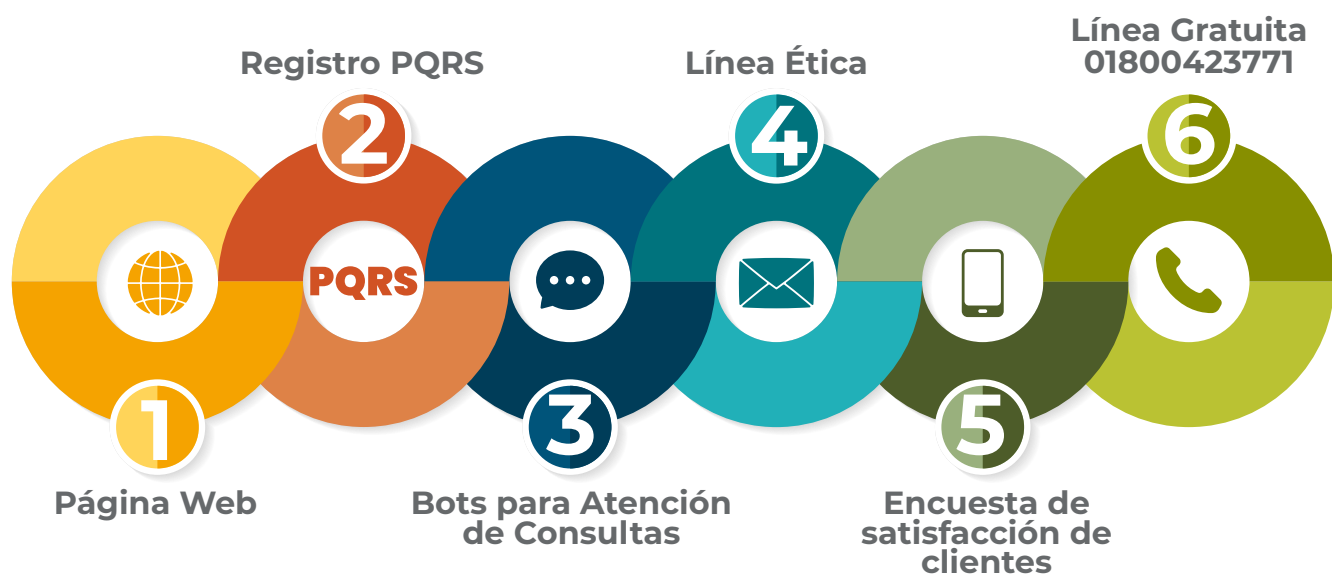 Línea Gratuita
01800423771
Registro PQRS
Línea Ética
2
4
6
PQRS
1
3
5
Página Web
Bots para Atención
de Consultas
Encuesta de
satisfacción de
clientes